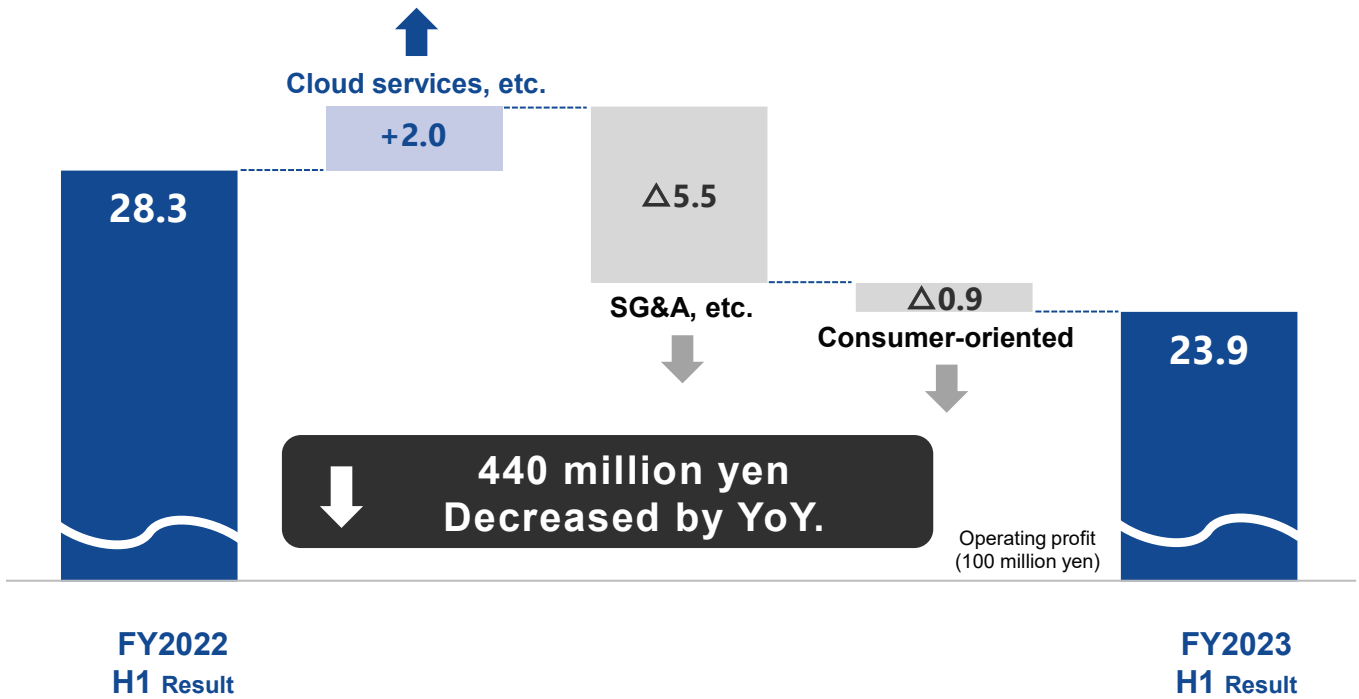 Cloud services, etc.
+2.0
28.3
△5.5
SG&A, etc.
△0.9
Consumer-oriented
23.9
440 million yen
Decreased by YoY.
Operating profit
(100 million yen)
FY2022
H1 Result
FY2023
H1 Result